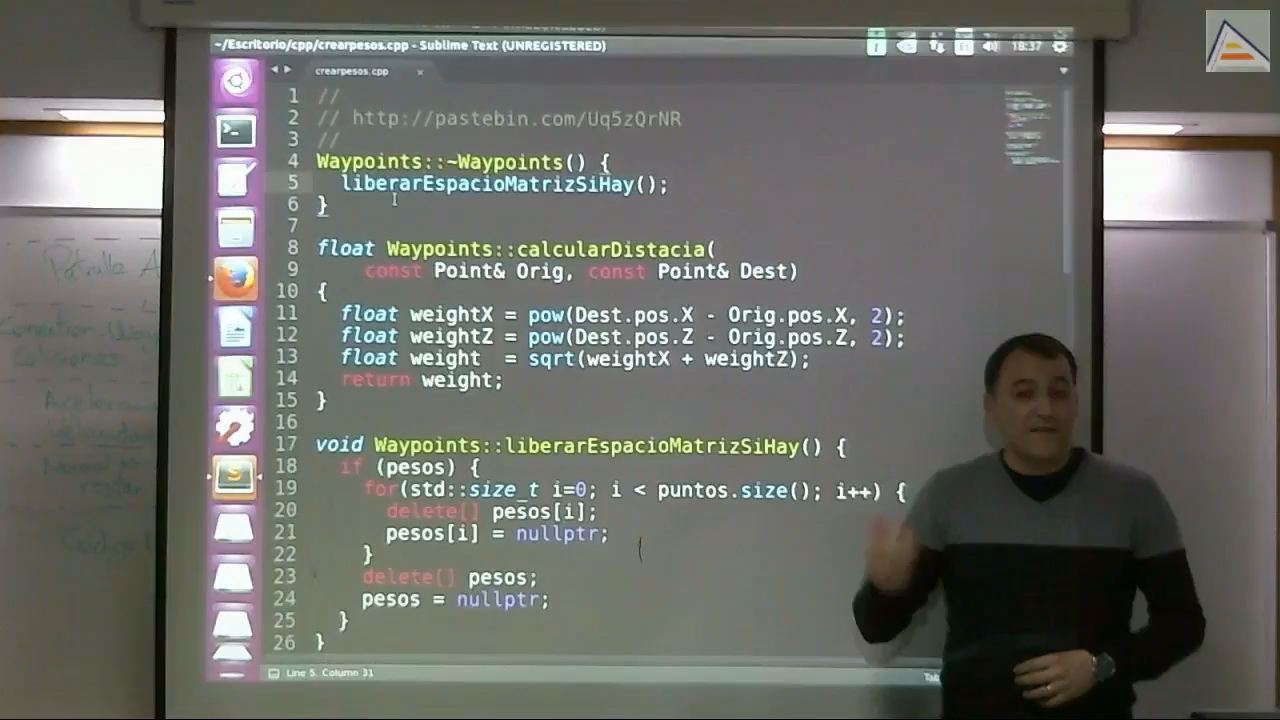 ~/Escritorio/cpp/crearpesos.cpp - Sublime Text (UNREGISTERED)
18:37
crearpesos.cpp
1 //
2 // http://pastebin.com/Uq5zQrNR
3 //
4 Waypoints::~Waypoints() {
5 liberarEspacioMatrizSiHay();
6 }
7
8 float Waypoints::calcularDistacia(
9 const Point& Orig, const Point& Dest)
10 {
11 float weightX = pow(Dest.pos.X - Orig.pos.X, 2);
12 float weightZ = pow(Dest.pos.Z - Orig.pos.Z, 2);
13 float weight = sqrt(weightX + weightZ);
14 return weight;
15 }
16
17 void Waypoints::liberarEspacioMatrizSiHay() {
18 if (pesos) {
19 for(std::size_t i=0; i < puntos.size(); i++) {
20 delete[] pesos[i];
21 pesos[i] = nullptr;
22 }
23 delete[] pesos;
24 pesos = nullptr;
25 }
26 }
Line 5, Column 31
Patrulla A